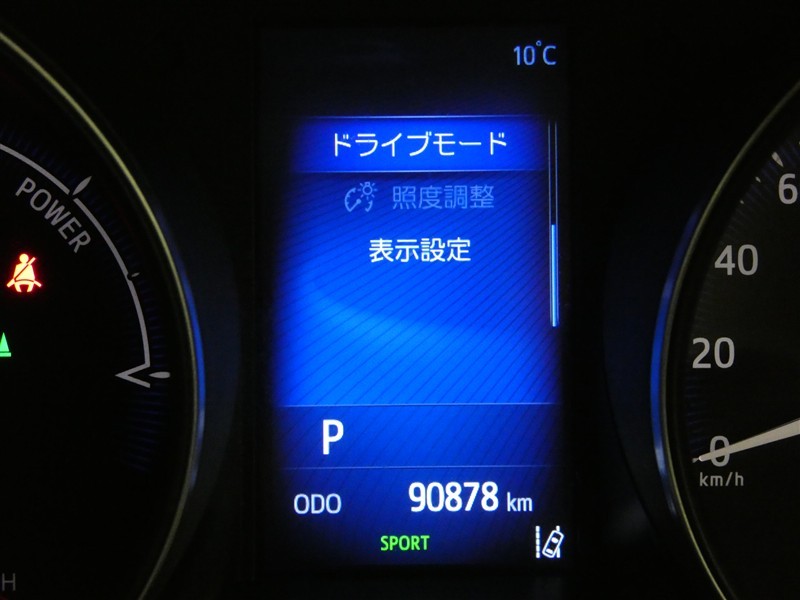 10℃
ドライブモード
照度調整
表示設定
POWER
60
40
20
0
km/h
P
ODO 90878 km
SPORT
H